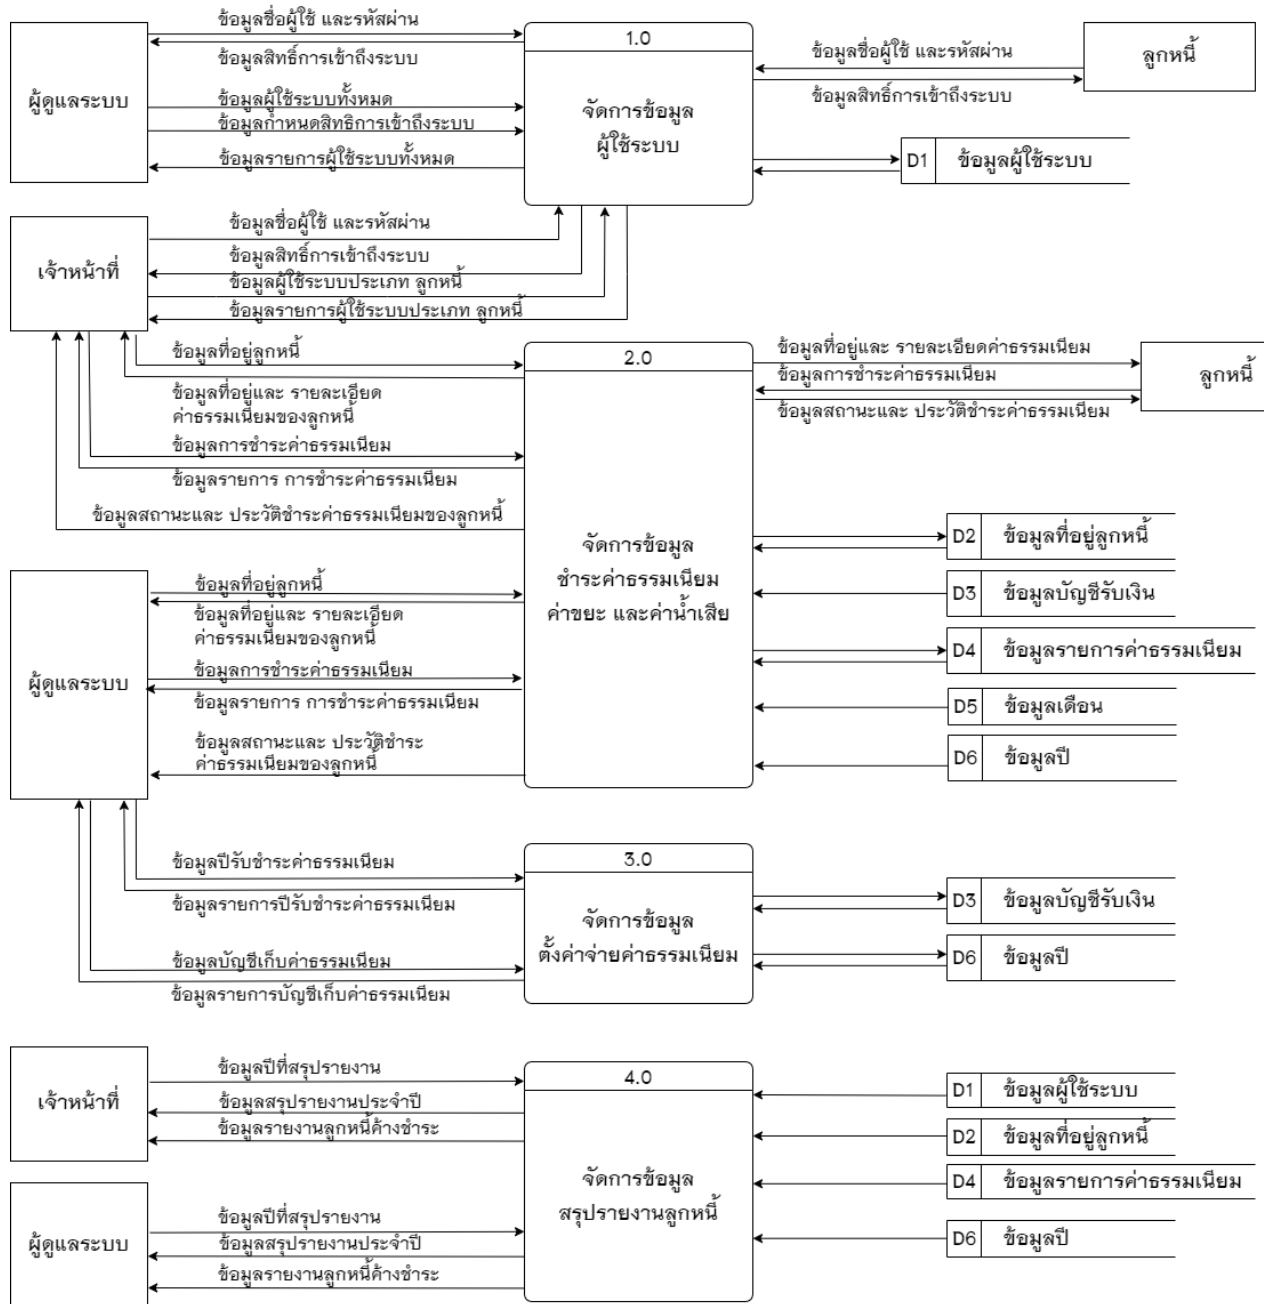 ข้อมูลชื่อผู้ใช้ และรหัสผ่าน
ข้อมูลสิทธิ์การเข้าถึงระบบ
ผู้ดูแลระบบ
ข้อมูลผู้ใช้ระบบทั้งหมด
ข้อมูลกำหนดสิทธิการเข้าถึงระบบ
ข้อมูลรายการผู้ใช้ระบบทั้งหมด
1.0
จัดการข้อมูล
ผู้ใช้ระบบ
ข้อมูลชื่อผู้ใช้ และรหัสผ่าน
ข้อมูลสิทธิ์การเข้าถึงระบบ
ลูกหนี้
D1 ข้อมูลผู้ใช้ระบบ
เจ้าหน้าที่
ข้อมูลชื่อผู้ใช้ และรหัสผ่าน
ข้อมูลสิทธิ์การเข้าถึงระบบ
ข้อมูลผู้ใช้ระบบประเภท ลูกหนี้
ข้อมูลรายการผู้ใช้ระบบประเภท ลูกหนี้
ข้อมูลที่อยู่ลูกหนี้
ข้อมูลที่อยู่และ รายละเอียด
ค่าธรรมเนียมของลูกหนี้
ข้อมูลการชำระค่าธรรมเนียม
ข้อมูลรายการ การชำระค่าธรรมเนียม
ข้อมูลสถานะและ ประวัติชำระค่าธรรมเนียมของลูกหนี้
2.0
จัดการข้อมูล
ชำระค่าธรรมเนียม
ค่าขยะ และค่าน้ำเสีย
ข้อมูลที่อยู่และ รายละเอียดค่าธรรมเนียม
ข้อมูลการชำระค่าธรรมเนียม
ข้อมูลสถานะและ ประวัติชำระค่าธรรมเนียม
ลูกหนี้
D2 ข้อมูลที่อยู่ลูกหนี้
D3 ข้อมูลบัญชีรับเงิน
D4 ข้อมูลรายการค่าธรรมเนียม
D5 ข้อมูลเดือน
D6 ข้อมูลปี
ผู้ดูแลระบบ
ข้อมูลที่อยู่ลูกหนี้
ข้อมูลที่อยู่และ รายละเอียด
ค่าธรรมเนียมของลูกหนี้
ข้อมูลการชำระค่าธรรมเนียม
ข้อมูลรายการ การชำระค่าธรรมเนียม
ข้อมูลสถานะและ ประวัติชำระ
ค่าธรรมเนียมของลูกหนี้
ข้อมูลปีรับชำระค่าธรรมเนียม
ข้อมูลรายการปีรับชำระค่าธรรมเนียม
ข้อมูลบัญชีเก็บค่าธรรมเนียม
ข้อมูลรายการบัญชีเก็บค่าธรรมเนียม
3.0
จัดการข้อมูล
ตั้งค่าจ่ายค่าธรรมเนียม
D3 ข้อมูลบัญชีรับเงิน
D6 ข้อมูลปี
เจ้าหน้าที่
ข้อมูลปีที่สรุปรายงาน
ข้อมูลสรุปรายงานประจำปี
ข้อมูลรายงานลูกหนี้ค้างชำระ
4.0
จัดการข้อมูล
สรุปรายงานลูกหนี้
D1 ข้อมูลผู้ใช้ระบบ
D2 ข้อมูลที่อยู่ลูกหนี้
D4 ข้อมูลรายการค่าธรรมเนียม
D6 ข้อมูลปี
ผู้ดูแลระบบ
ข้อมูลปีที่สรุปรายงาน
ข้อมูลสรุปรายงานประจำปี
ข้อมูลรายงานลูกหนี้ค้างชำระ